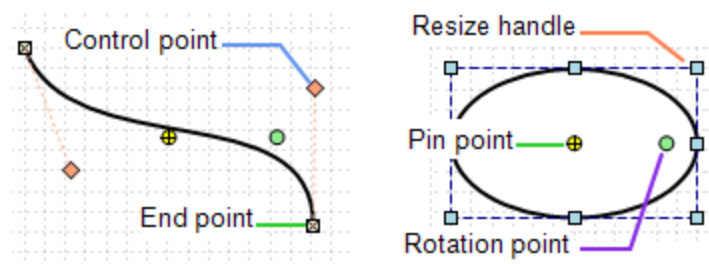 Control point
End point
Resize handle
Pin point
Rotation point